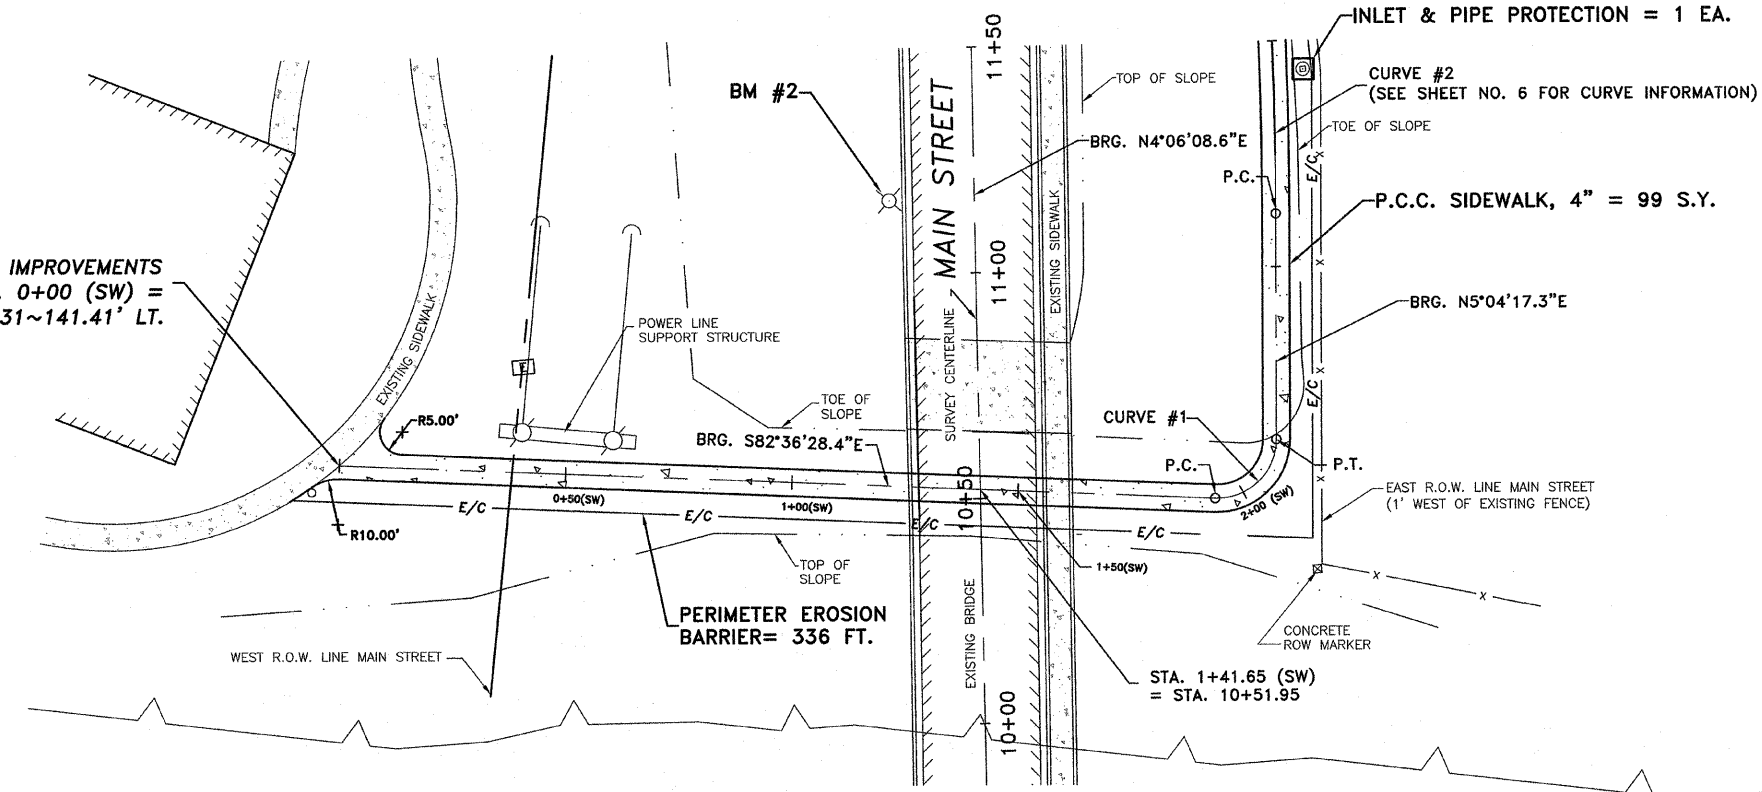 INLET & PIPE PROTECTION = 1 EA.
11+50
CURVE #2
(SEE SHEET NO. 6 FOR CURVE INFORMATION)
TOP OF SLOPE
BM #2
MAIN STREET
TOE OF SLOPE
BRG. N4°06'08.6"E
E/C
P.C.
P.C.C. SIDEWALK, 4" = 99 S.Y.
EXISTING SIDEWALK
11+00
IMPROVEMENTS
0+00 (SW) =
31~141.41' LT.
BRG. N5°04'17.3"E
EXISTING SIDEWALK
POWER LINE
SUPPORT STRUCTURE
E
SURVEY CENTERLINE
E/C
TOE OF
SLOPE
CURVE #1
R5.00'
BRG. S82°36'28.4"E
P.C.
P.T.
10+50
EAST R.O.W. LINE MAIN STREET
(1' WEST OF EXISTING FENCE)
0+50(SW)
1+00(SW)
2+00 (SW)
E/C
E/C
E/C
E/C
R10.00'
TOP OF
SLOPE
1+50(SW)
PERIMETER EROSION
BARRIER= 336 FT.
EXISTING BRIDGE
CONCRETE
ROW MARKER
WEST R.O.W. LINE MAIN STREET
STA. 1+41.65 (SW)
= STA. 10+51.95
10+00